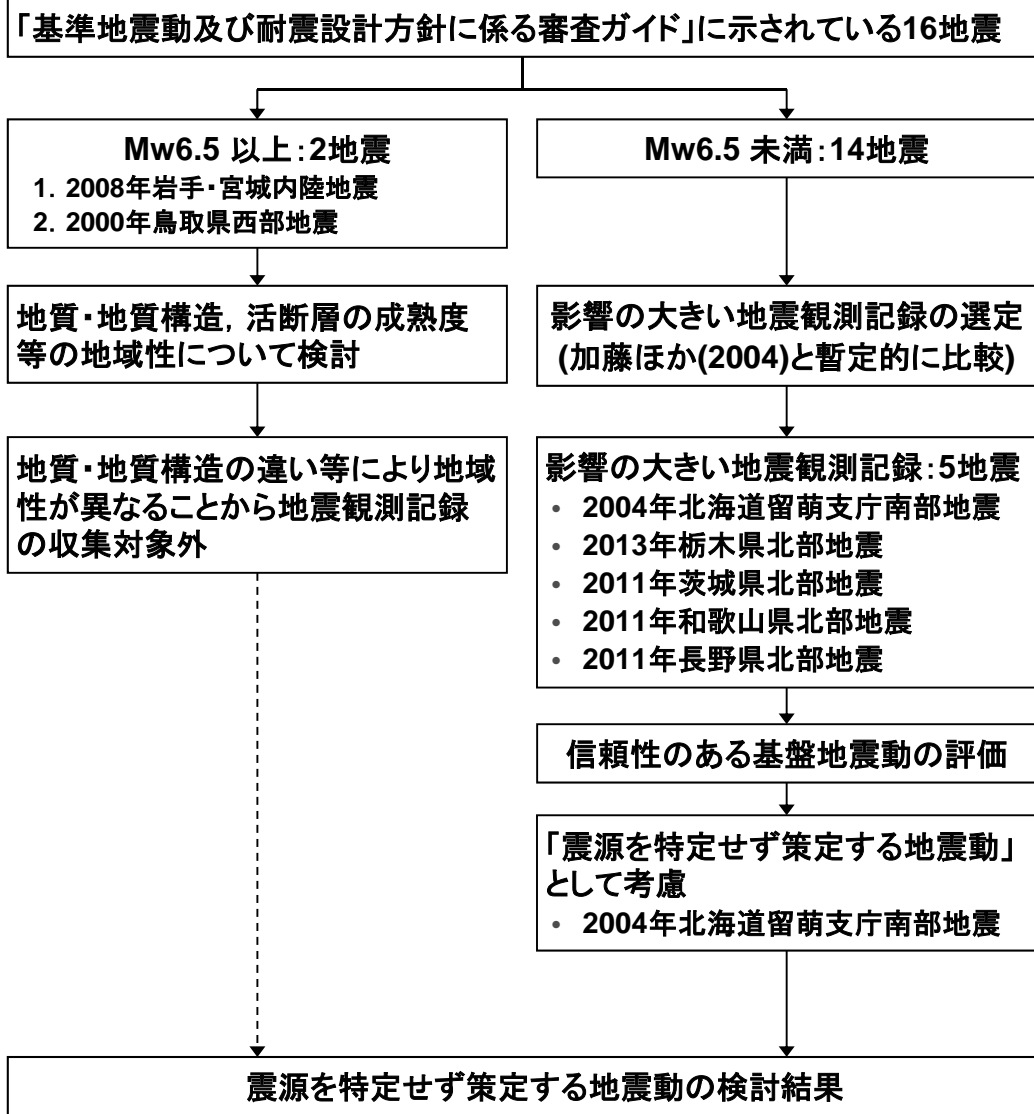 「基準地震動及び耐震設計方針に係る審査ガイド」に示されている16地震
Mw6.5 以上:2地震
1. 2008年岩手・宮城内陸地震
2. 2000年鳥取県西部地震
地質・地質構造, 活断層の成熟度
等の地域性について検討
地質・地質構造の違い等により地域
性が異なることから地震観測記録
の収集対象外
Mw6.5 未満:14地震
影響の大きい地震観測記録の選定
(加藤ほか(2004)と暫定的に比較)
影響の大きい地震観測記録:5地震
• 2004年北海道留萌支庁南部地震
• 2013年栃木県北部地震
• 2011年茨城県北部地震
• 2011年和歌山県北部地震
• 2011年長野県北部地震
信頼性のある基盤地震動の評価
「震源を特定せず策定する地震動」
として考慮
• 2004年北海道留萌支庁南部地震
震源を特定せず策定する地震動の検討結果